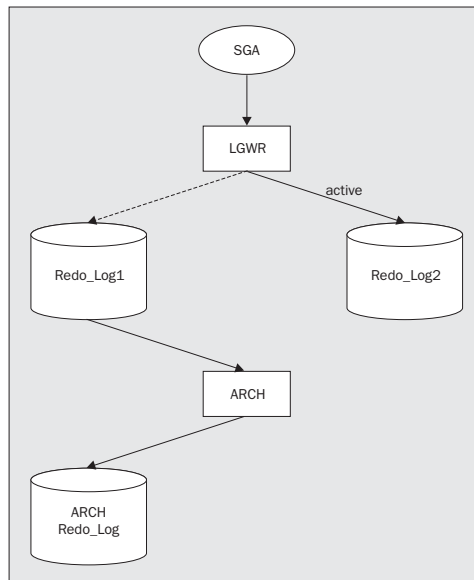 SGA
LGWR
active
Redo_Log1
Redo_Log2
ARCH
ARCH
Redo_Log